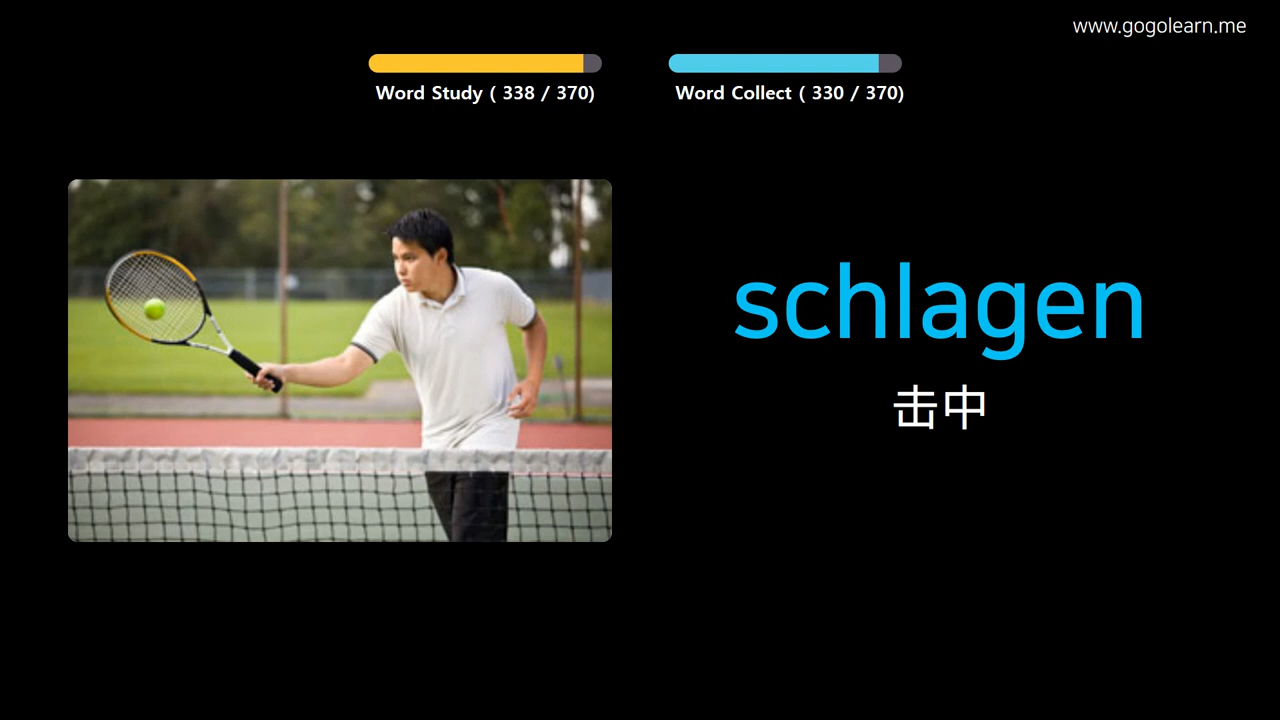 www.gogolearn.me
Word Study ( 338 / 370)
Word Collect ( 330 / 370)
schlagen
击中